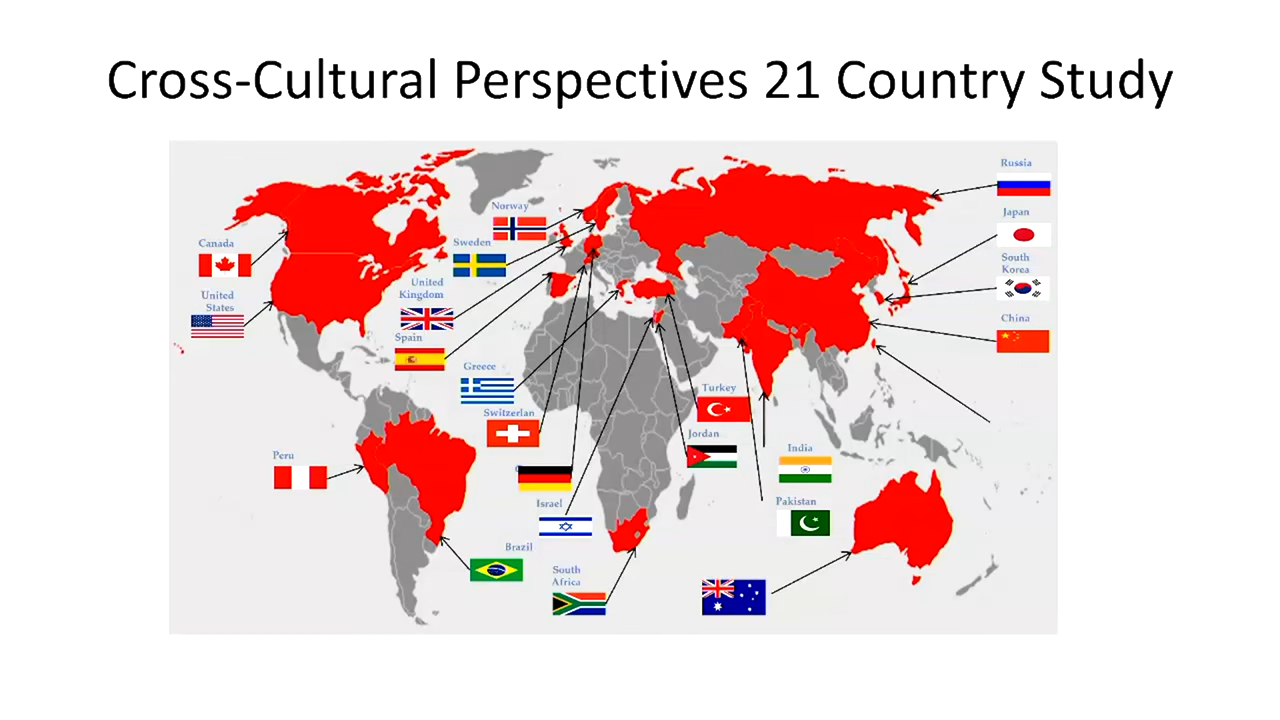 Cross-Cultural Perspectives 21 Country Study
Russia
Japan
South
Korea
China
Norway
Sweden
Canada
United
Kingdom
United
States
Spain
Greece
Switzerlan
Turkey
Jordan
India
Peru
Israel
Pakistan
Brazil
South
Africa